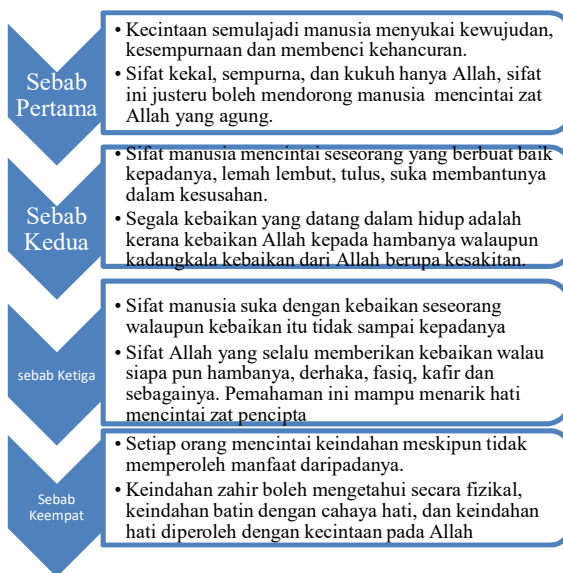 Sebab
Pertama
• Kecintaan semulajadi manusia menyukai kewujudan,
kesempurnaan dan membenci kehancuran.
• Sifat kekal, sempurna, dan kukuh hanya Allah, sifat
ini justeru boleh mendorong manusia mencintai zat
Allah yang agung.
Sebab
Kedua
• Sifat manusia mencintai seseorang yang berbuat baik
kepadanya, lemah lembut, tulus, suka membantunya
dalam kesusahan.
• Segala kebaikan yang datang dalam hidup adalah
kerana kebaikan Allah kepada hambanya walaupun
kadangkala kebaikan dari Allah berupa kesakitan.
sebab Ketiga
• Sifat manusia suka dengan kebaikan seseorang
walaupun kebaikan itu tidak sampai kepadanya
• Sifat Allah yang selalu memberikan kebaikan walau
siapa pun hambanya, derhaka, fasiq, kafir dan
sebagainya. Pemahaman ini mampu menarik hati
mencintai zat pencipta
Sebab
Keempat
• Setiap orang mencintai keindahan meskipun tidak
memperoleh manfaat daripadanya.
• Keindahan zahir boleh mengetahui secara fizikal,
keindahan batin dengan cahaya hati, dan keindahan
hati diperoleh dengan kecintaan pada Allah